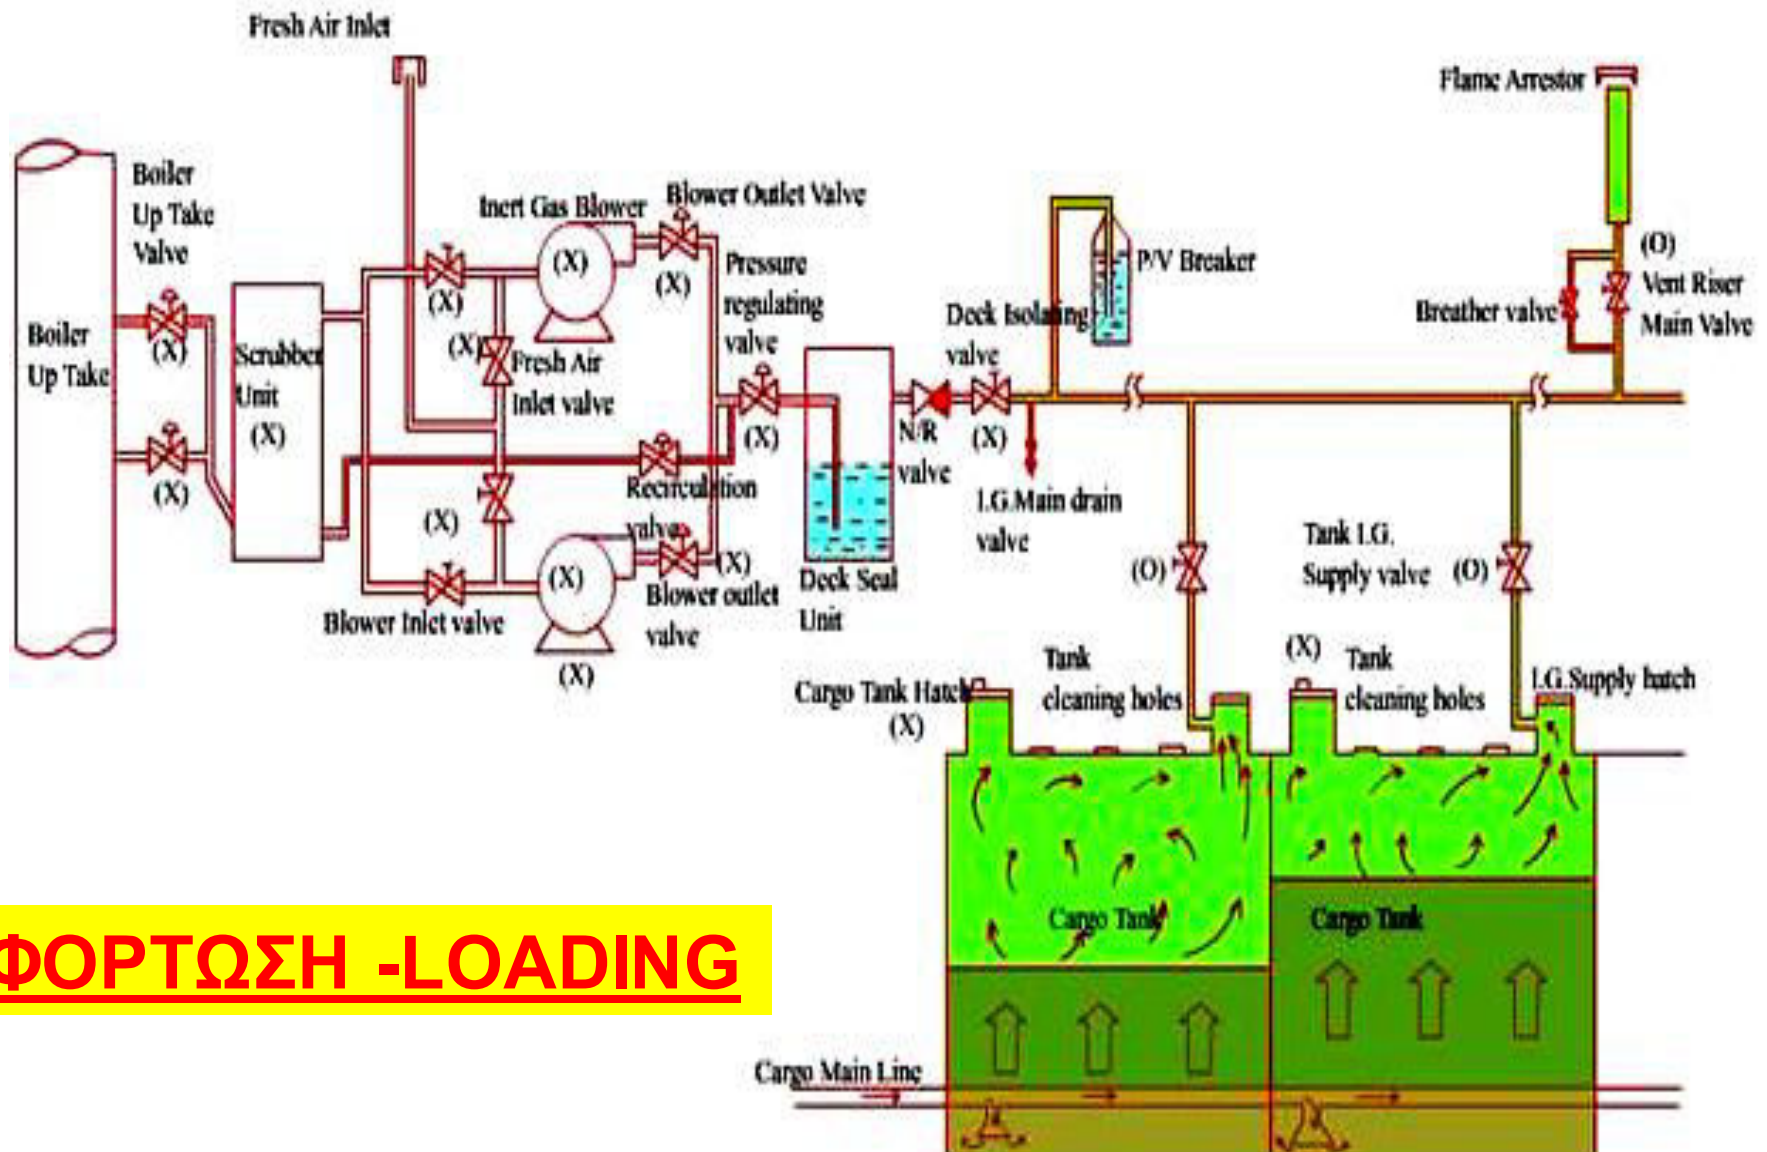 Fresh Air Inlet
Flame Arrestor
Boiler
Up Take
Valve
Inert Gas Blower
Blower Outlet Valve
(X)
(X)
(X)
Pressure
regulating
valve
P/V Breaker
(O)
Vent Riser
Main Valve
Breather valve
Deck Isolating
valve
Boiler
Up Take
(X)
Scrubber
Unit
(X)
(X)
Fresh Air
Inlet valve
(X)
N/R
valve
(X)
(X)
(X)
Recirculation
valve
I.G.Main drain
valve
Tank I.G.
Supply valve
(O)
(O)
(X)
(X)
Blower outlet
valve
Deck Seal
Unit
Blower Inlet valve
(X)
Cargo Tank Hatch
(X)
Tank
cleaning holes
(X)
Tank
cleaning holes
I.G.Supply hatch
Cargo Tank
Cargo Tank
ΦΟΡΤΩΣΗ -LOADING
Cargo Main Line